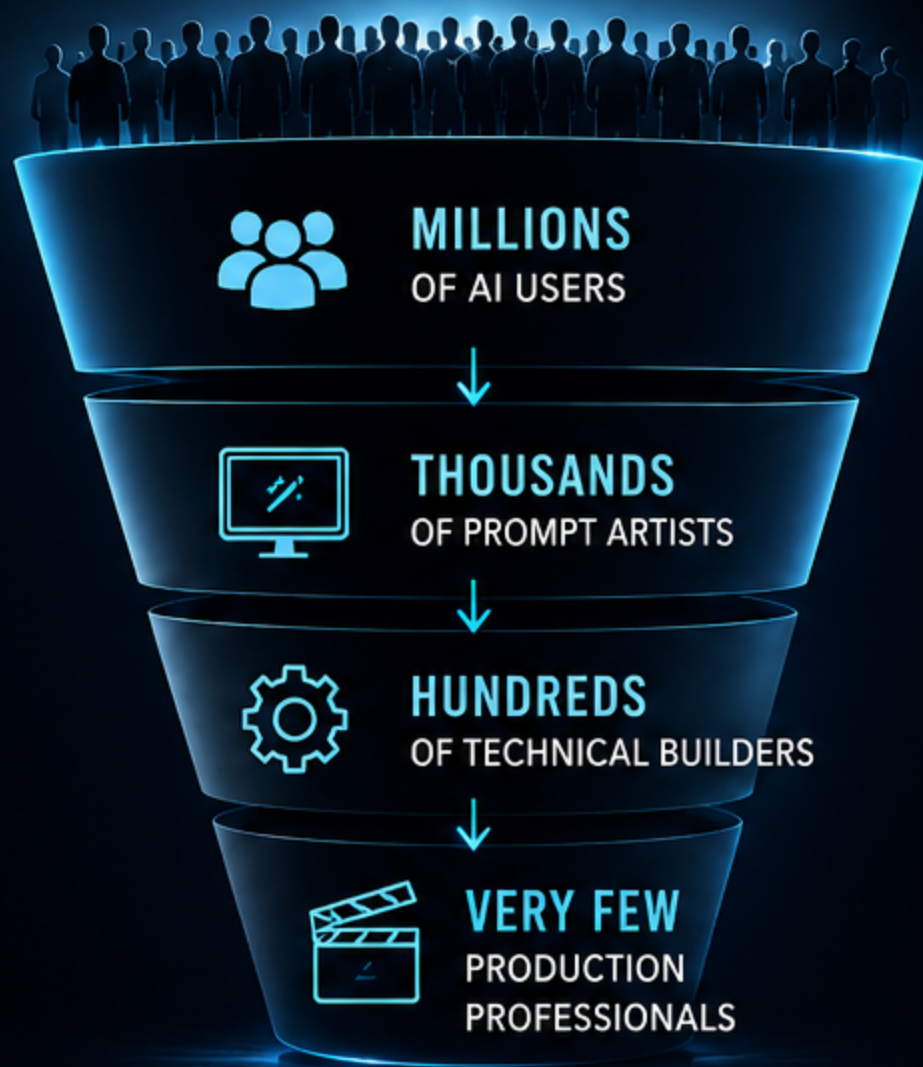 MILLIONS
OF AI USERS
THOUSANDS
OF PROMPT ARTISTS
HUNDREDS
OF TECHNICAL BUILDERS
VERY FEW
PRODUCTION
PROFESSIONALS